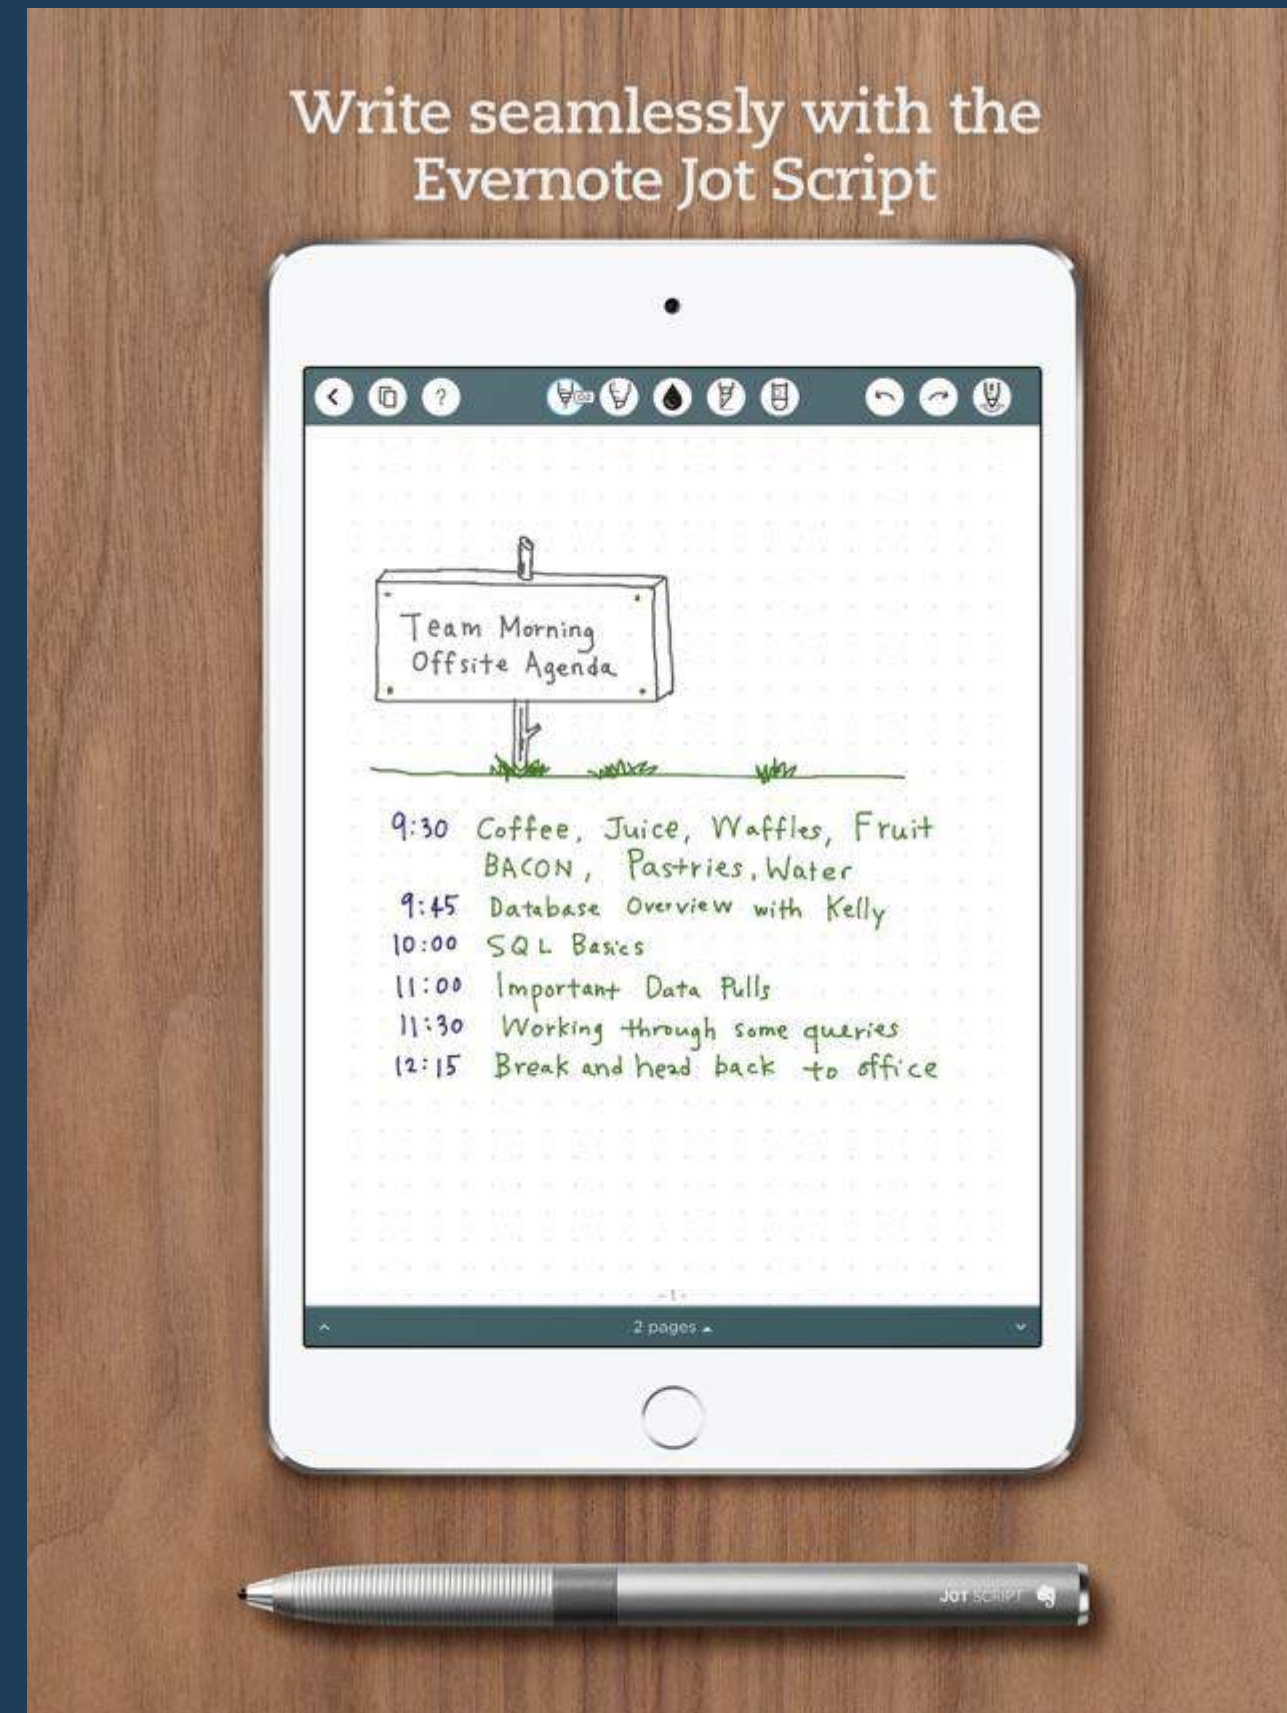 Write seamlessly with the
Evernote Jot Script
?
Team Morning
Offsite Agenda
9:30 Coffee, Juice, Waffles, Fruit
BACON, Pastries, Water
9:45 Database Overview with Kelly
10:00 SQL Basics
11:00 Important Data Pulls
11:30 Working through some queries
12:15 Break and head back to office
- 1 -
2 pages
JOT SCRIPT